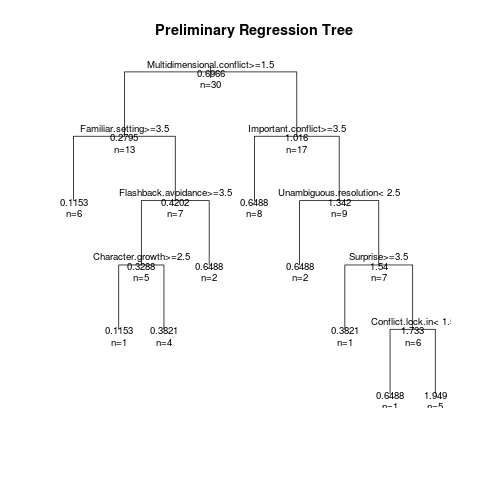 Preliminary Regression Tree
Multidimensional.conflict>=1.5
0.6966
n=30
Familiar.setting>=3.5
0.2795
n=13
Important.conflict>=3.5
1.016
n=17
0.1153
n=6
Flashback.avoidance>=3.5
0.4202
n=7
0.6488
n=8
Unambiguous.resolution< 2.5
1.342
n=9
Character.growth>=2.5
0.3288
n=5
0.6488
n=2
0.6488
n=2
Surprise>=3.5
1.54
n=7
0.1153
n=1
0.3821
n=4
0.3821
n=1
Conflict.lock.in< 1.
1.733
n=6
0.6488
n=1
1.949
n=5